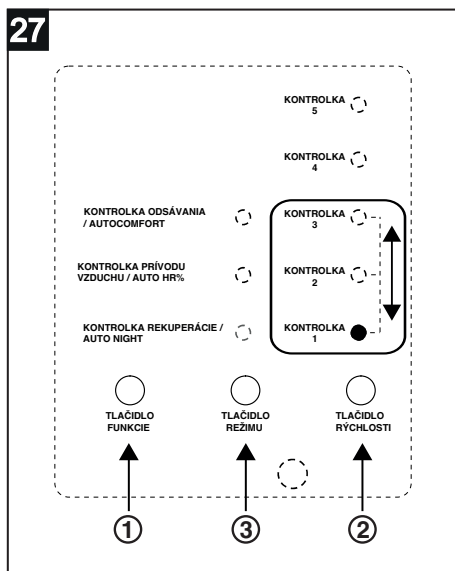 27
KONTROLKA
5
KONTROLKA
4
KONTROLKA ODSÁVANIA
/ AUTOCOMFORT
KONTROLKA
3
KONTROLKA PRÍVODU
VZDUCHU / AUTO HR%
KONTROLKA
2
KONTROLKA REKUPERÁCIE /
AUTO NIGHT
KONTROLKA
1
TLAČIDLO
FUNKCIE
TLAČIDLO
REŽIMU
TLAČIDLO
RÝCHLOSTI
1
3
2